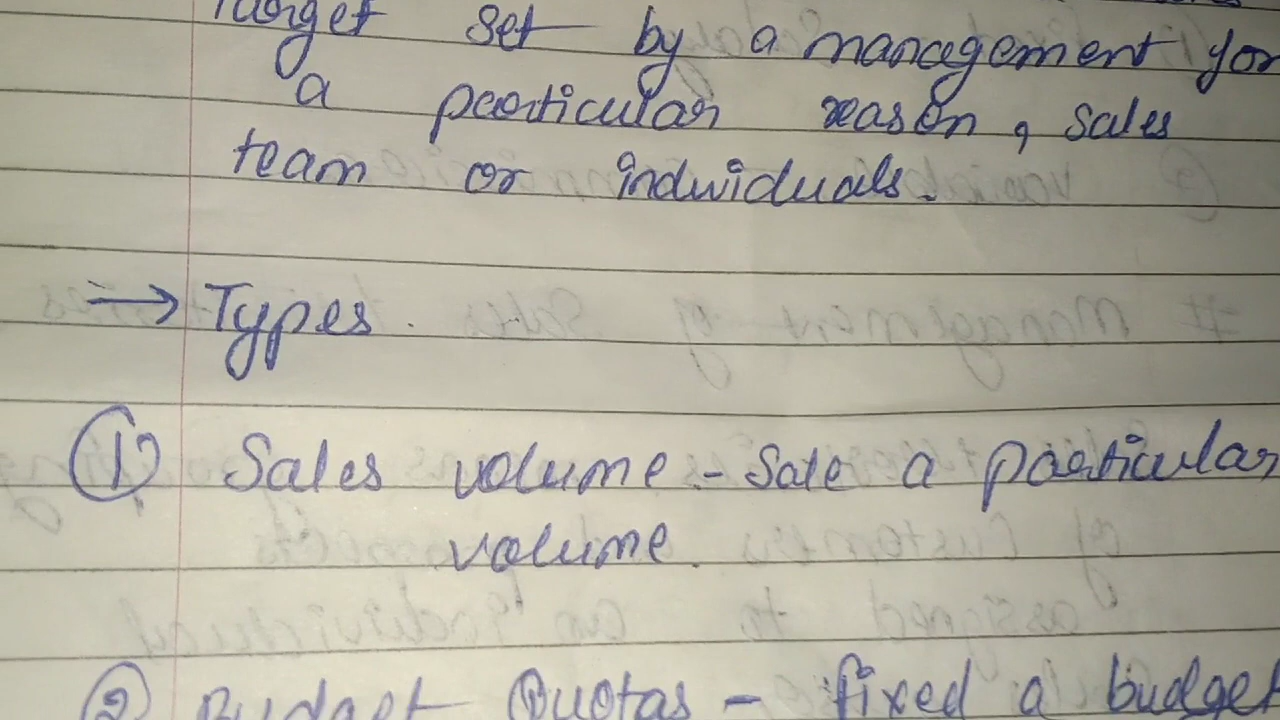 Target set by a management for
a particular reason, sales
team or individuals.
→ Types.
① Sales volume - Sale a particular
volume.
② Budget Quotas - fixed a budget